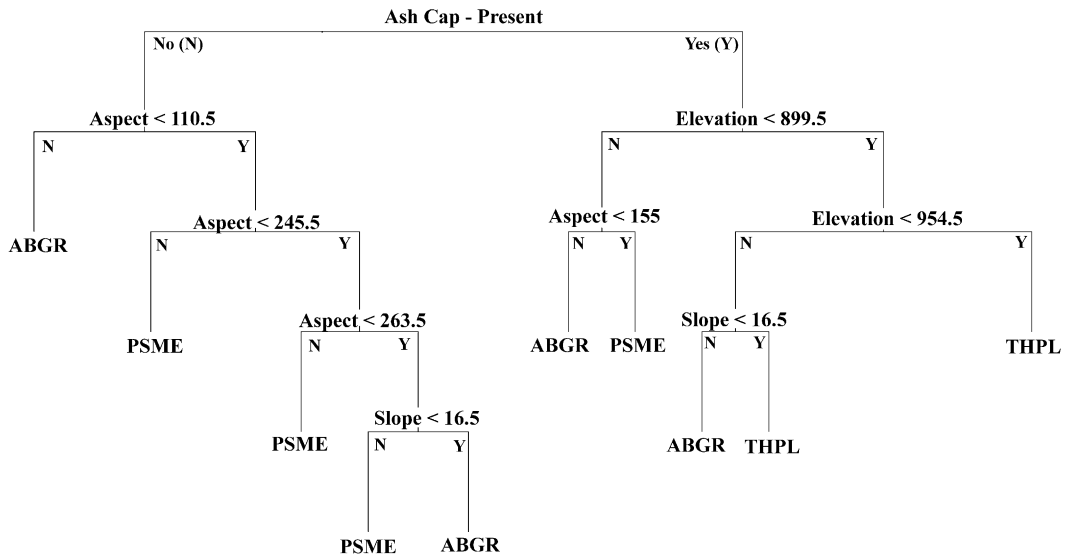 Ash Cap - Present
No (N)
Yes (Y)
Aspect < 110.5
Elevation < 899.5
N
Y
N
Y
Aspect < 245.5
Aspect < 155
Elevation < 954.5
ABGR
N
Y
N
Y
N
Y
Aspect < 263.5
Slope < 16.5
PSME
N
Y
ABGR
PSME
N
Y
THPL
Slope < 16.5
PSME
N
Y
ABGR
THPL
PSME
ABGR